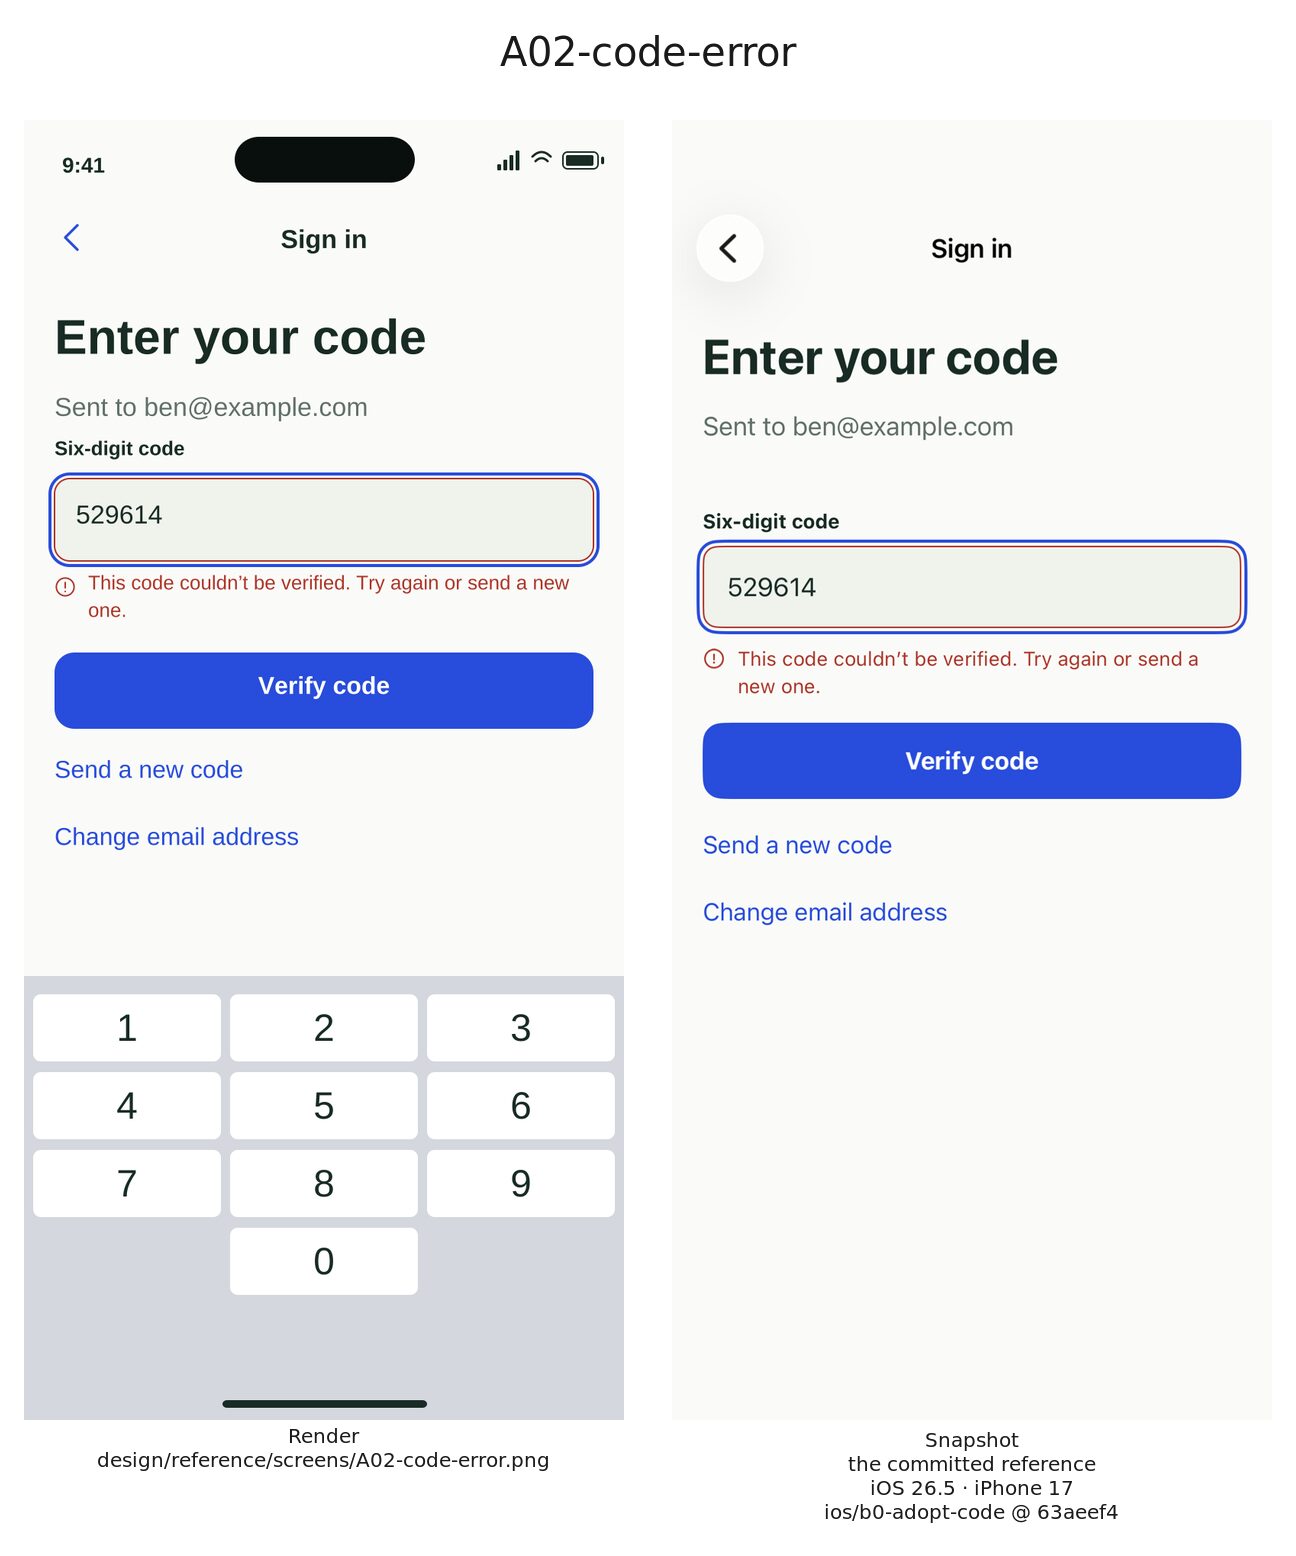 A02-code-error
9:41
Sign in
Enter your code
Sent to ben@example.com
Six-digit code
529614
This code couldn’t be verified. Try again or send a new
one.
Verify code
Send a new code
Change email address
1 2 3
4 5 6
7 8 9
0
Render
design/reference/screens/A02-code-error.png
Sign in
Enter your code
Sent to ben@example.com
Six-digit code
529614
This code couldn’t be verified. Try again or send a
new one.
Verify code
Send a new code
Change email address
Snapshot
the committed reference
iOS 26.5 · iPhone 17
ios/b0-adopt-code @ 63aeef4